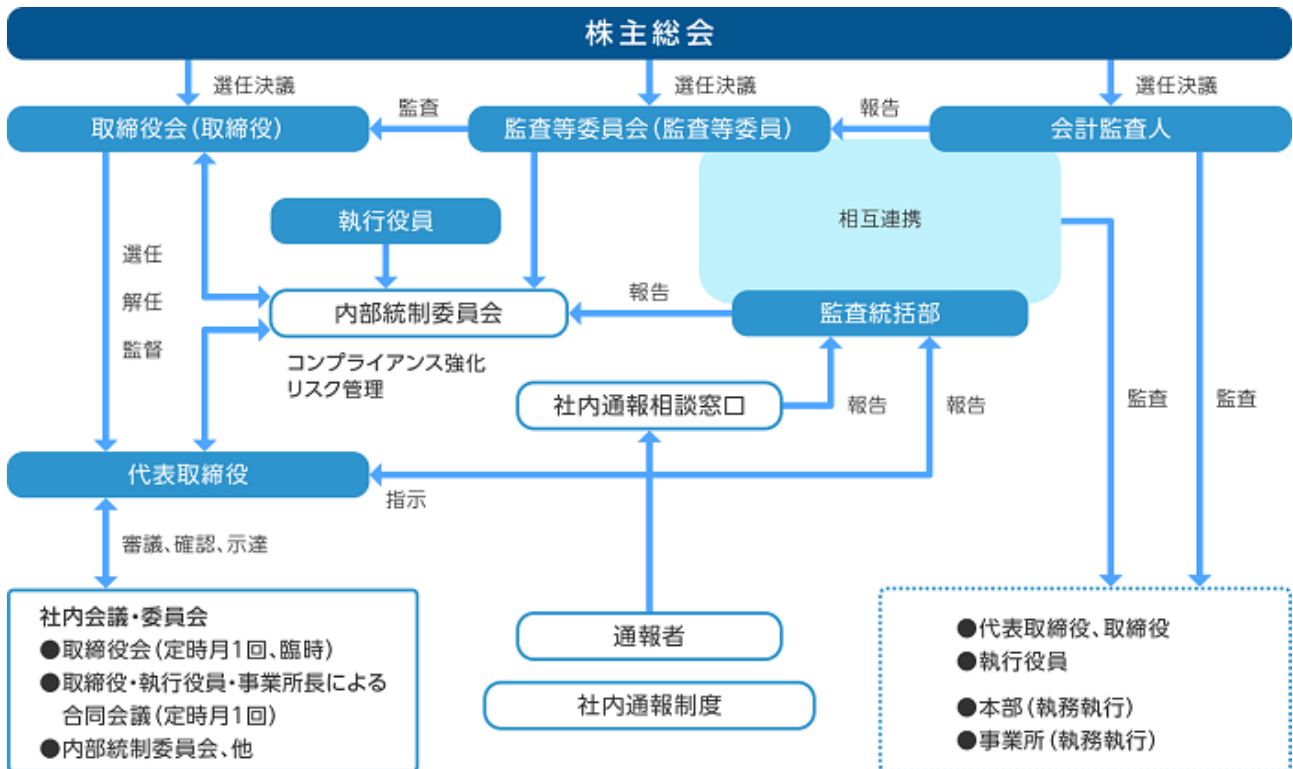 株主総会
選任決議
選任決議
選任決議
取締役会(取締役)
監査
監査等委員会(監査等委員)
報告
会計監査人
執行役員
相互連携
選任
解任
監督
内部統制委員会
報告
監査統括部
コンプライアンス強化
リスク管理
社内通報相談窓口
報告
報告
監査
監査
代表取締役
指示
審議、確認、示達
社内会議・委員会
●取締役会(定時月1回、臨時)
●取締役・執行役員・事業所長による
合同会議(定時月1回)
●内部統制委員会、他
通報者
社内通報制度
●代表取締役、取締役
●執行役員
●本部(執務執行)
●事業所(執務執行)